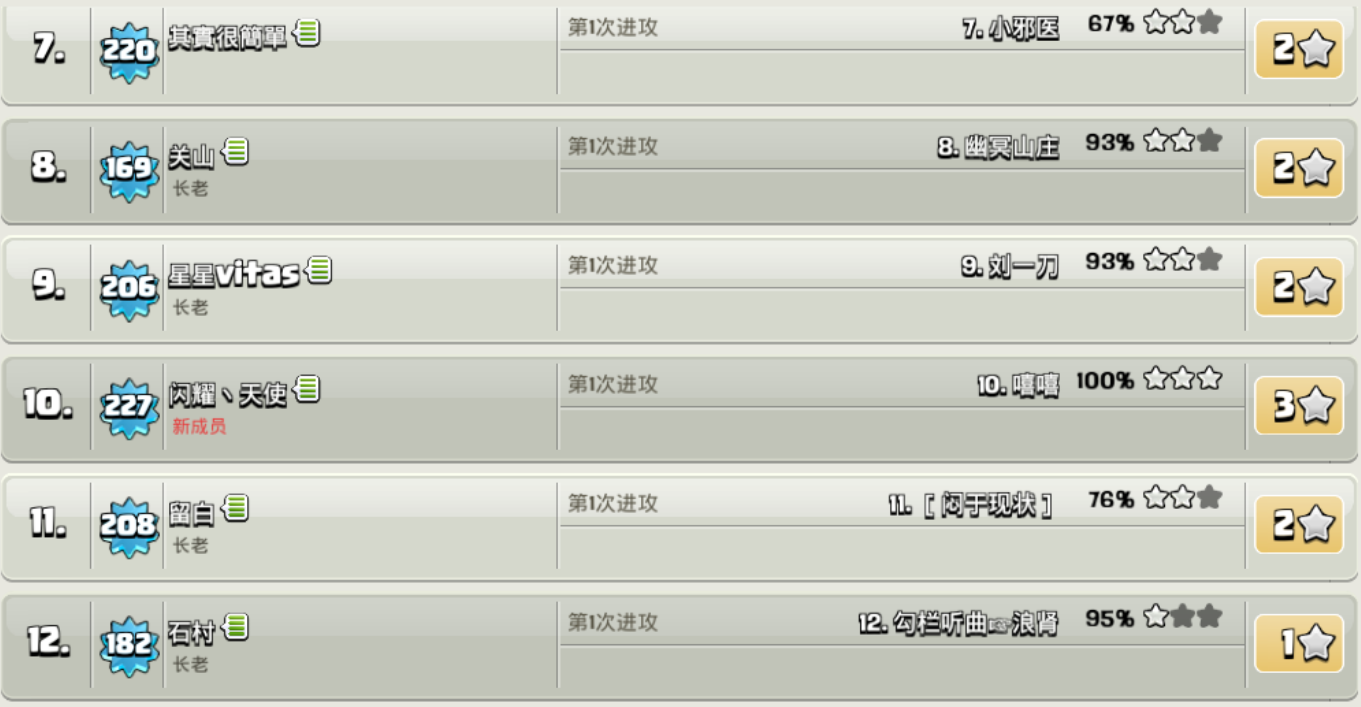 7. 220 其實很簡單 第1次进攻 7. 小邪医 67% 2
8. 169 关山 第1次进攻 8. 幽冥山庄 93% 2
长老
9. 206 星星vitas 第1次进攻 9. 刘一刀 93% 2
长老
10. 227 闪耀丶天使 第1次进攻 10. 嘻嘻 100% 3
新成员
11. 208 留白 第1次进攻 11. [ 闷于现状 ] 76% 2
长老
12. 182 石村 第1次进攻 12. 勾栏听曲☞浪肾 95% 1
长老